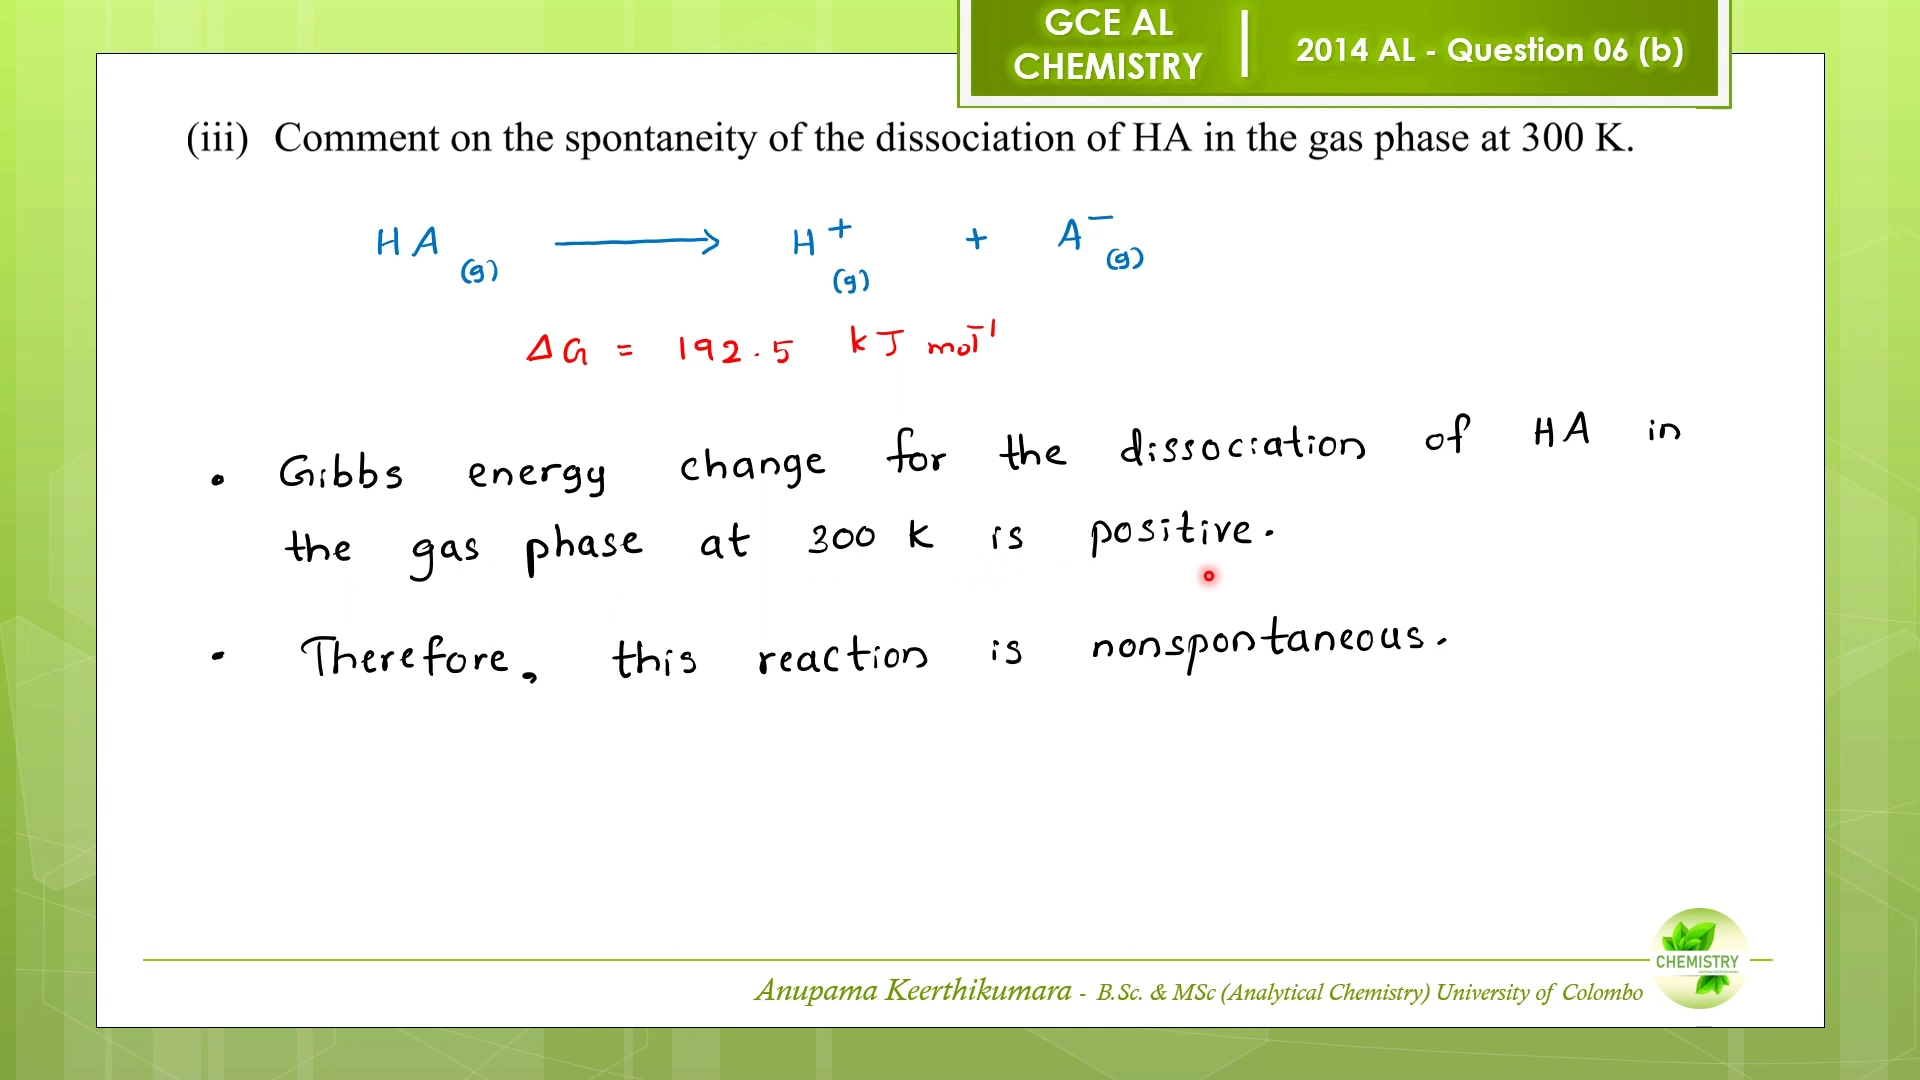 GCE AL
CHEMISTRY
2014 AL - Question 06 (b)
(iii) Comment on the spontaneity of the dissociation of HA in the gas phase at 300 K.
HA (g) ⟶ H⁺ (g) + A⁻ (g)
ΔG = 192.5 kJ mol⁻¹
• Gibbs energy change for the dissociation of HA in
the gas phase at 300 K is positive.
• Therefore, this reaction is nonspontaneous.
CHEMISTRY
Anupama Keerthikumara - B.Sc. & MSc (Analytical Chemistry) University of Colombo